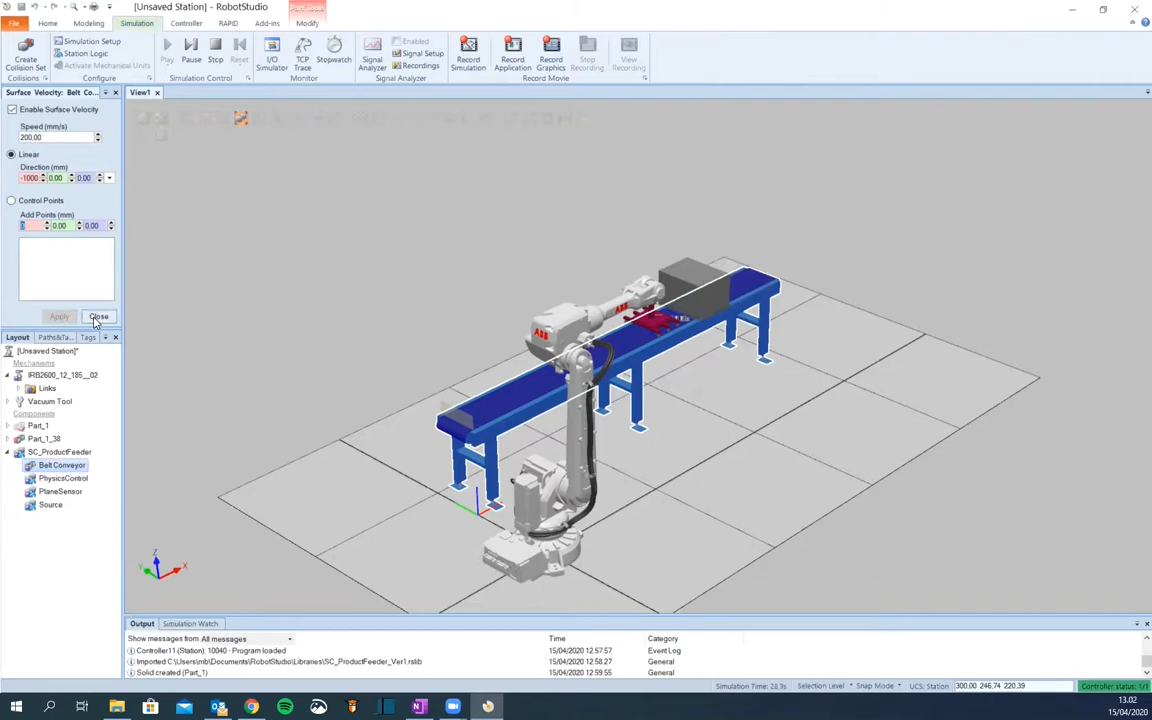 [Unsaved Station] - RobotStudio
Part Tools
File Home Modeling Simulation Controller RAPID Add-Ins Modify
Create Collision Set
Collisions
Simulation Setup
Station Logic
Activate Mechanical Units
Configure
Play Pause Stop Reset
Simulation Control
I/O Simulator
TCP Trace
Stopwatch
Monitor
Signal Analyzer
Enabled
Signal Setup
Recordings
Signal Analyzer
Record Simulation
Record Application
Record Graphics
Stop Recording
View Recording
Record Movie
Surface Velocity: Belt Co...
View1
Enable Surface Velocity
Speed (mm/s)
200.00
Linear
Direction (mm)
-1000 0.00 0.00
Control Points
Add Points (mm)
0.00 0.00
Apply Close
Layout Paths&Ta... Tags
[Unsaved Station]*
Mechanisms
IRB2600_12_185__02
Links
Vacuum Tool
Components
Part_1
Part_1_38
SC_ProductFeeder
Belt Conveyor
PhysicsControl
PlaneSensor
Source
ABB
ABB
ABB
Z
Y
X
Output Simulation Watch
Show messages from All messages Time Category
Controller11 (Station): 10040 - Program loaded 15/04/2020 12.57.57 Event Log
Imported C:\Users\mb\Documents\RobotStudio\Libraries\SC_ProductFeeder_Ver1.rslib 15/04/2020 12.58.27 General
Solid created (Part_1) 15/04/2020 12.59.55 General
Simulation Time: 28.3s Selection Level Snap Mode UCS: Station 300.00 246.74 220.39 Controller status: 1/1
13.02
15/04/2020